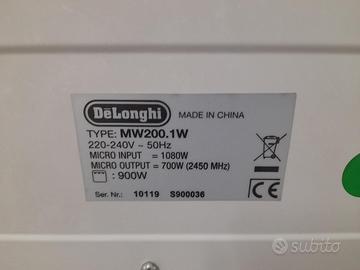 DēLonghi
MADE IN CHINA
TYPE: MW200.1W
220-240V ~ 50Hz
MICRO INPUT = 1080W
MICRO OUTPUT = 700W (2450 MHz)
: 900W
Ser. Nr.: 10119 S900036
CE
subito